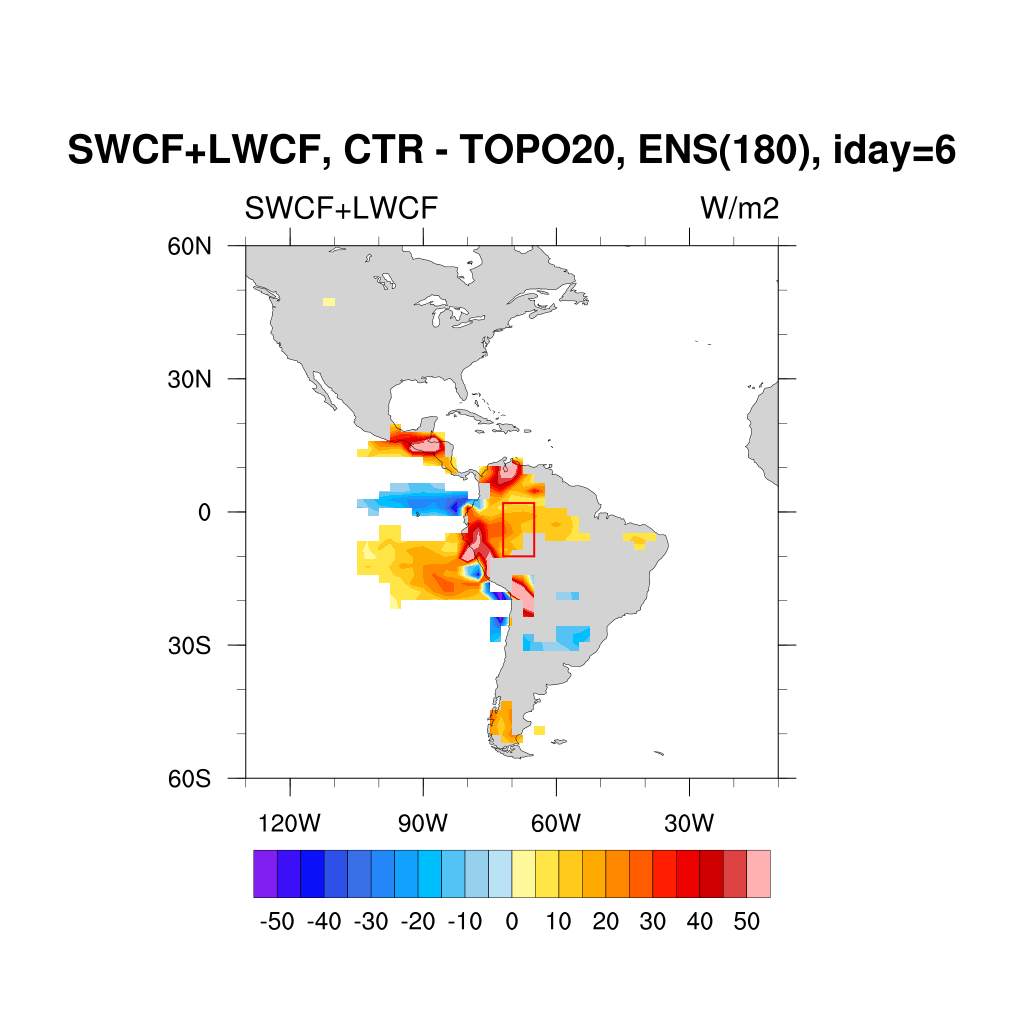 SWCF+LWCF, CTR - TOPO20, ENS(180), iday=6
SWCF+LWCF W/m2
60N
30N
0
30S
60S
120W 90W 60W 30W
-50 -40 -30 -20 -10 0 10 20 30 40 50